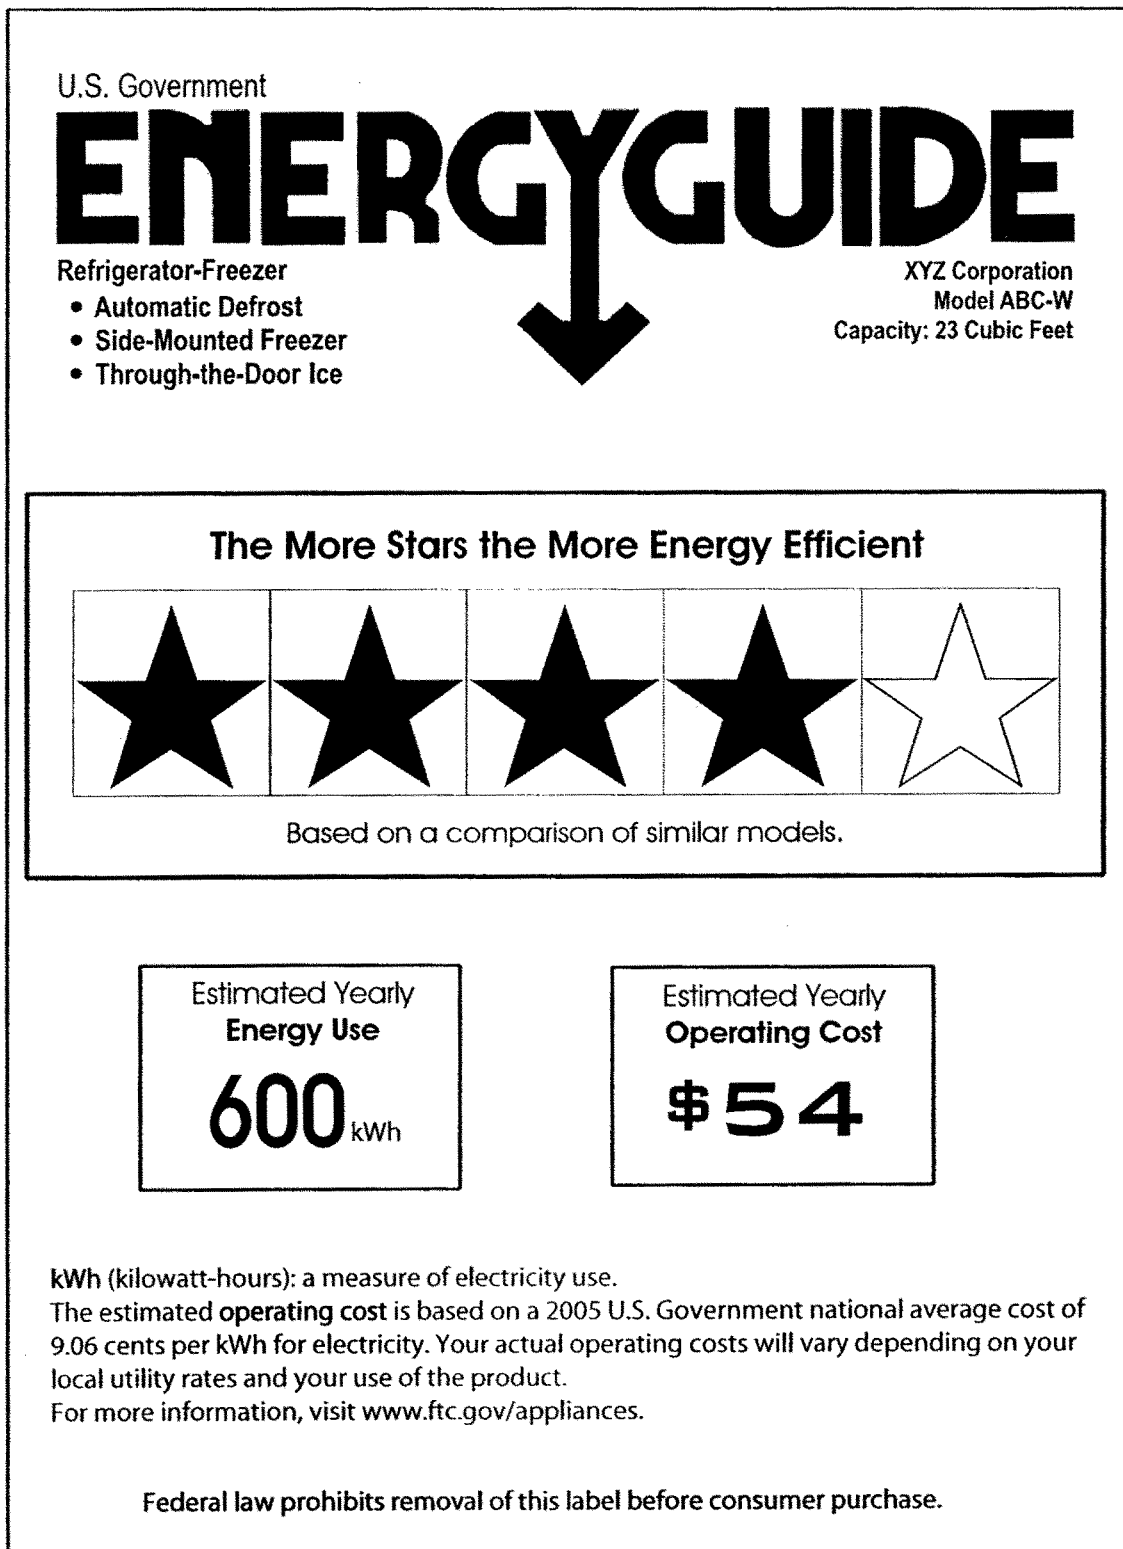 U.S. Government
ENERGYGUIDE
Refrigerator-Freezer
• Automatic Defrost
• Side-Mounted Freezer
• Through-the-Door Ice
XYZ Corporation
Model ABC-W
Capacity: 23 Cubic Feet
The More Stars the More Energy Efficient
Based on a comparison of similar models.
Estimated Yearly
Energy Use
600 kWh
Estimated Yearly
Operating Cost
$54
kWh (kilowatt-hours): a measure of electricity use.
The estimated operating cost is based on a 2005 U.S. Government national average cost of
9.06 cents per kWh for electricity. Your actual operating costs will vary depending on your
local utility rates and your use of the product.
For more information, visit www.ftc.gov/appliances.
Federal law prohibits removal of this label before consumer purchase.